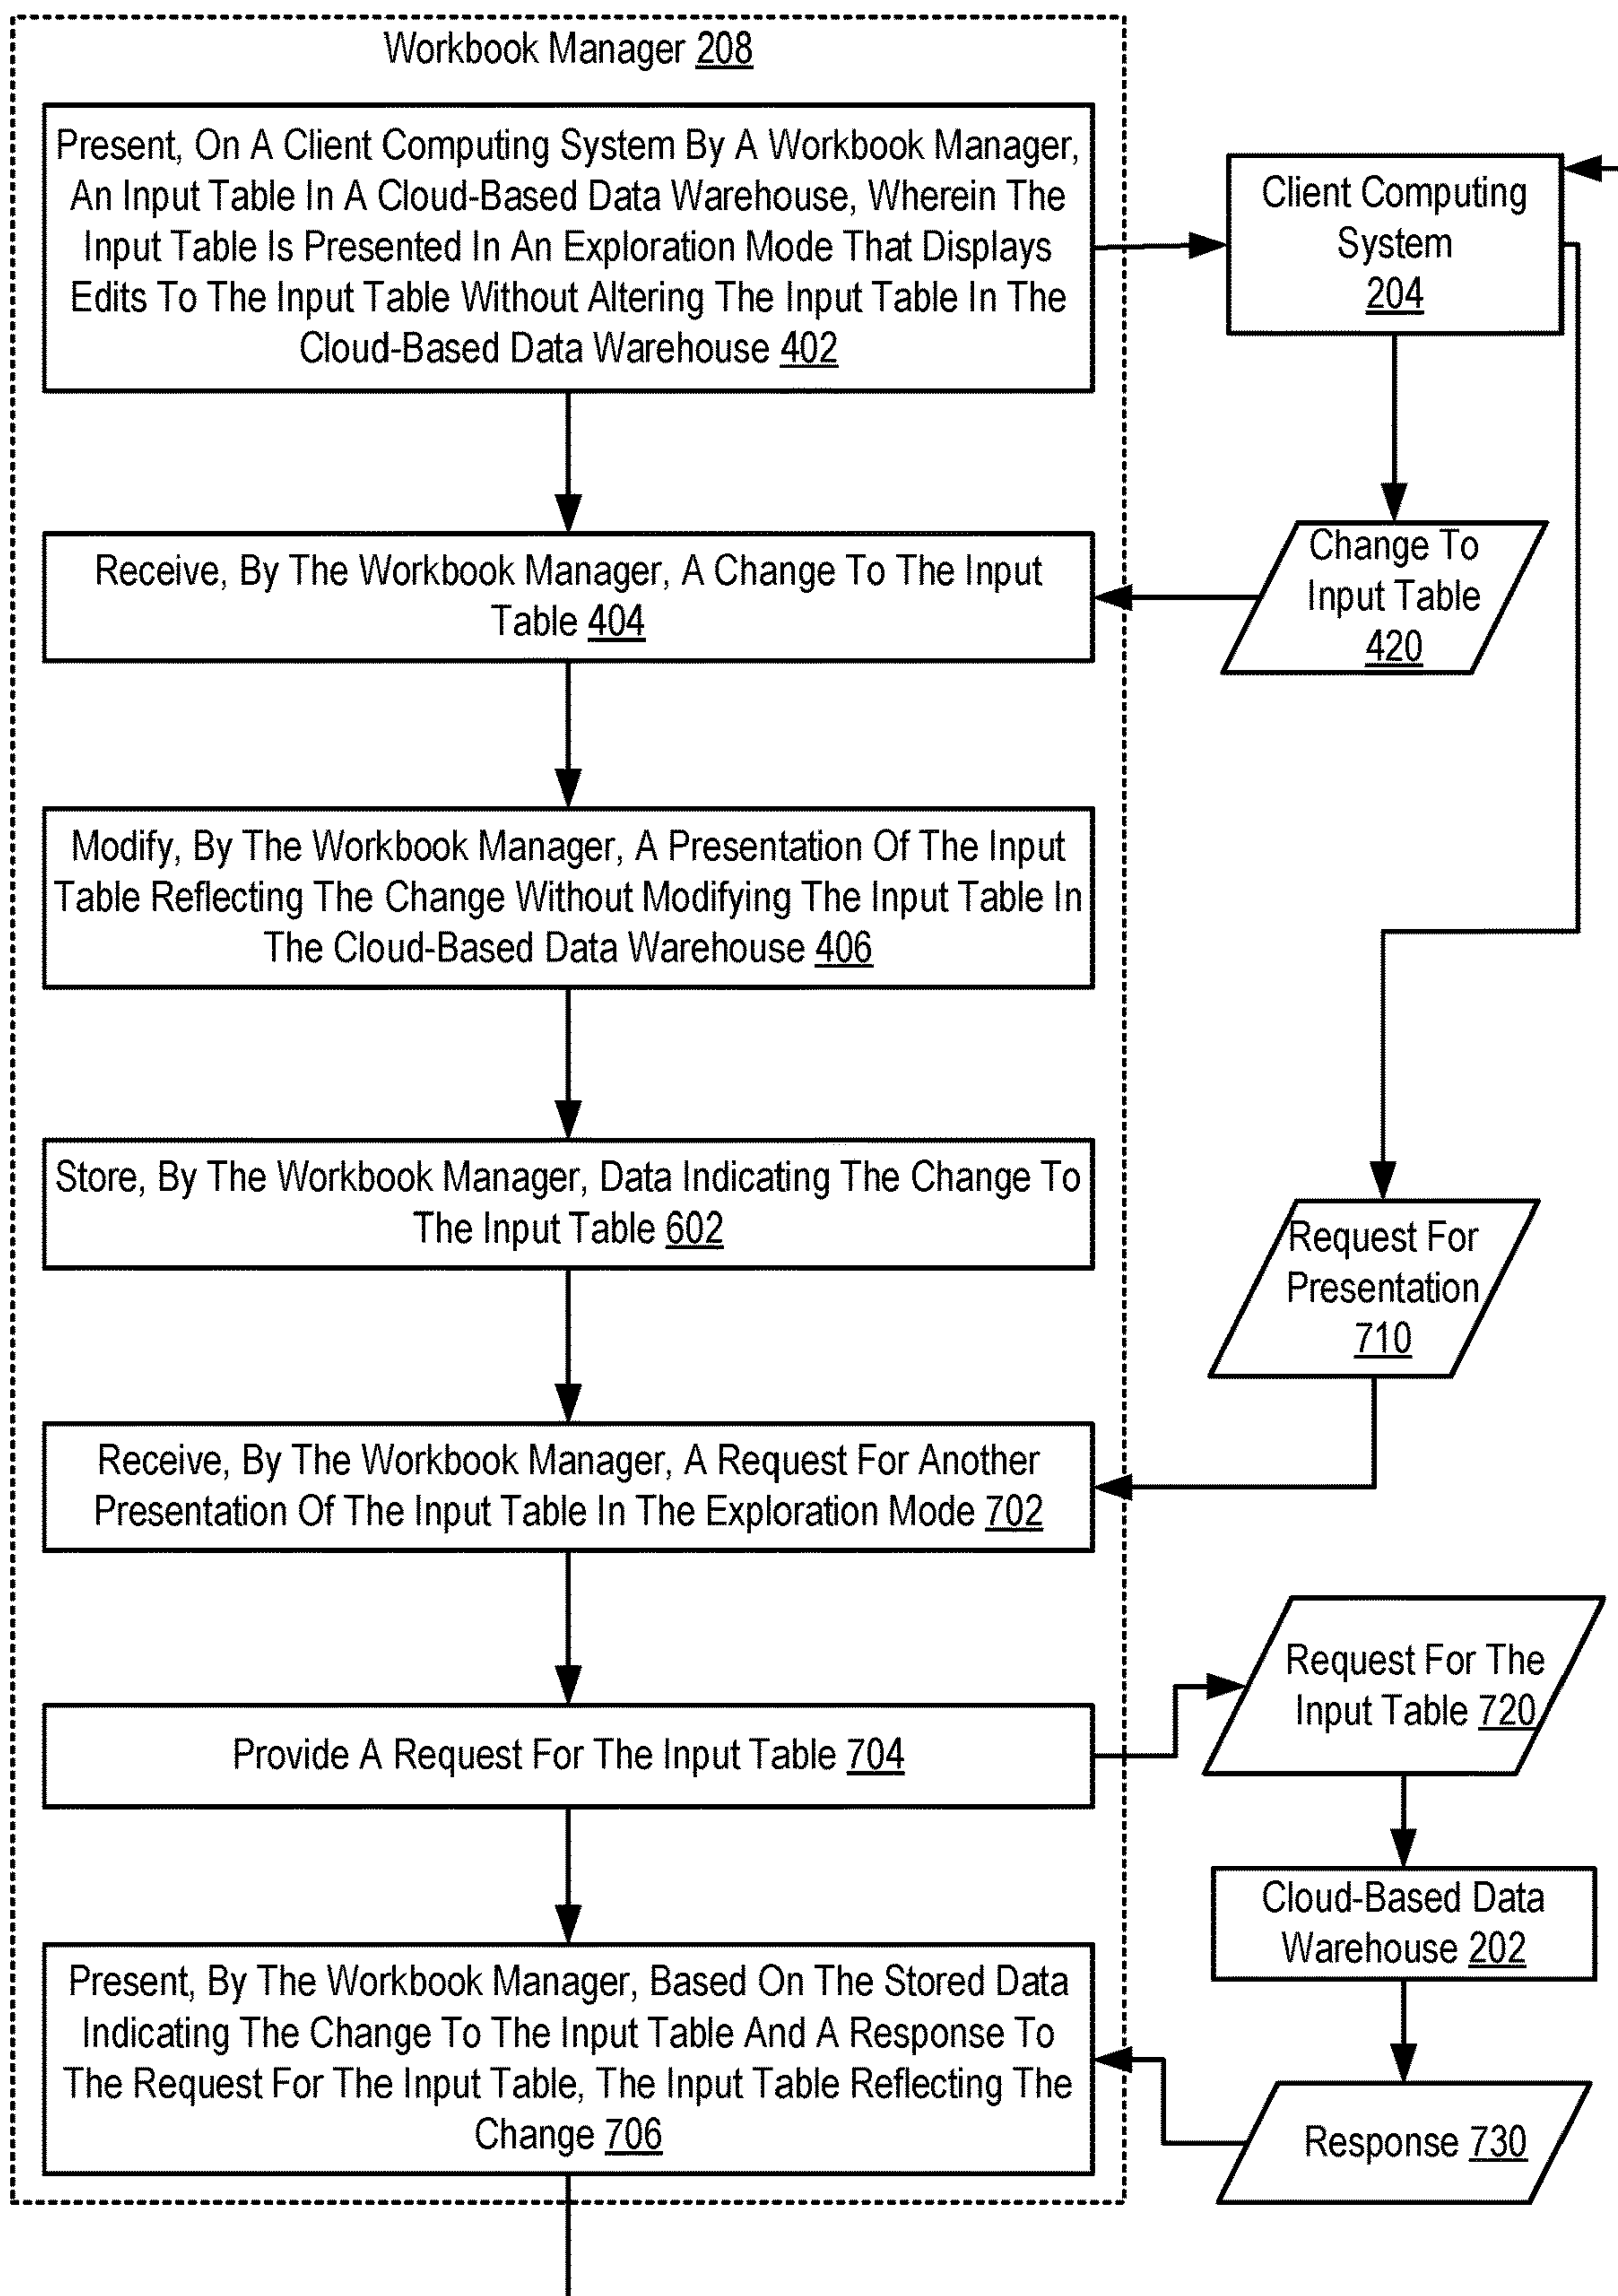 Workbook Manager 208
Present, On A Client Computing System By A Workbook Manager,
An Input Table In A Cloud-Based Data Warehouse, Wherein The
Input Table Is Presented In An Exploration Mode That Displays
Edits To The Input Table Without Altering The Input Table In The
Cloud-Based Data Warehouse 402
Client Computing
System
204
Receive, By The Workbook Manager, A Change To The Input
Table 404
Change To
Input Table
420
Modify, By The Workbook Manager, A Presentation Of The Input
Table Reflecting The Change Without Modifying The Input Table In
The Cloud-Based Data Warehouse 406
Store, By The Workbook Manager, Data Indicating The Change To
The Input Table 602
Request For
Presentation
710
Receive, By The Workbook Manager, A Request For Another
Presentation Of The Input Table In The Exploration Mode 702
Request For The
Input Table 720
Provide A Request For The Input Table 704
Cloud-Based Data
Warehouse 202
Present, By The Workbook Manager, Based On The Stored Data
Indicating The Change To The Input Table And A Response To
The Request For The Input Table, The Input Table Reflecting The
Change 706
Response 730